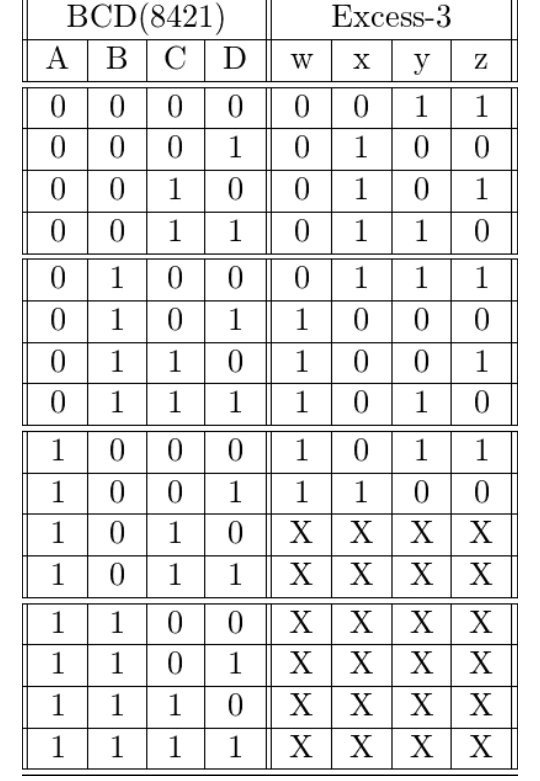 BCD(8421) Excess-3
A B C D w x y z
0 0 0 0 0 0 1 1
0 0 0 1 0 1 0 0
0 0 1 0 0 1 0 1
0 0 1 1 0 1 1 0
0 1 0 0 0 1 1 1
0 1 0 1 1 0 0 0
0 1 1 0 1 0 0 1
0 1 1 1 1 0 1 0
1 0 0 0 1 0 1 1
1 0 0 1 1 1 0 0
1 0 1 0 X X X X
1 0 1 1 X X X X
1 1 0 0 X X X X
1 1 0 1 X X X X
1 1 1 0 X X X X
1 1 1 1 X X X X